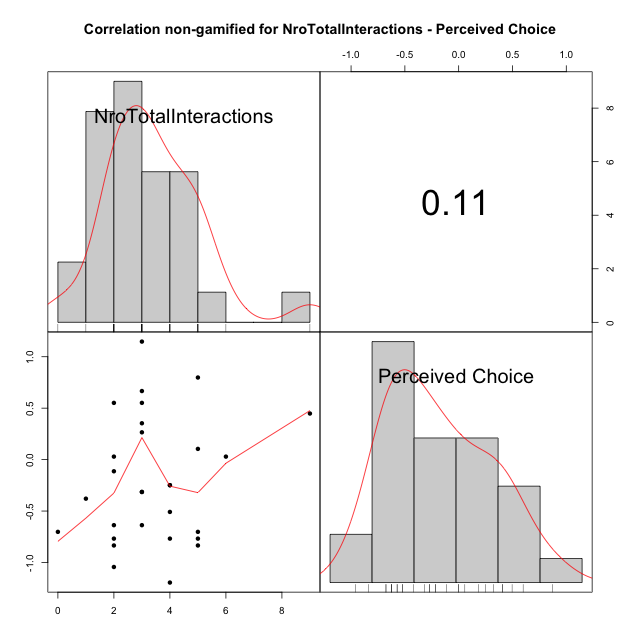 Correlation non-gamified for NroTotalInteractions - Perceived Choice
-1.0 -0.5 0.0 0.5 1.0
NroTotalInteractions
0.11
8
6
4
2
0
Perceived Choice
1.0
0.5
0.0
-0.5
-1.0
0 2 4 6 8